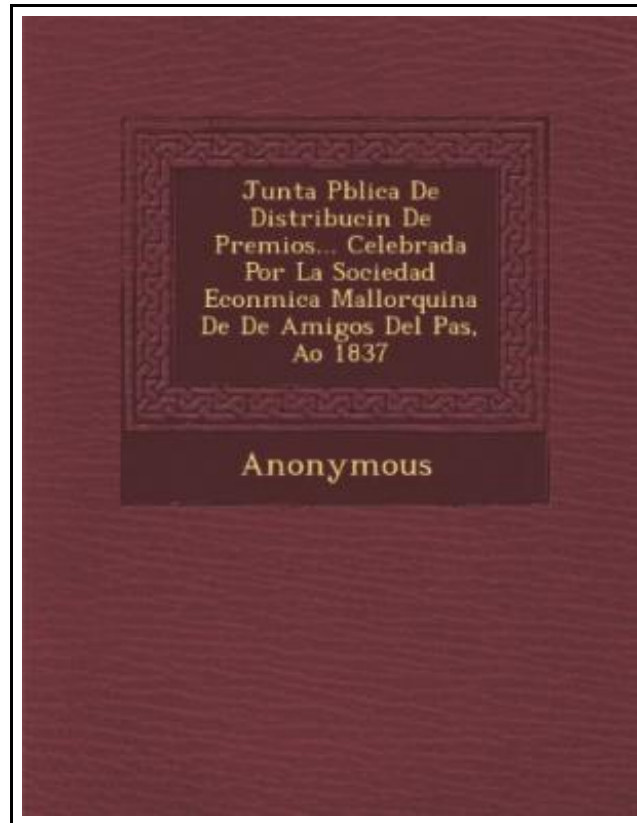 Junta Pblica De
Distribucin De
Premios... Celebrada
Por La Sociedad
Econmica Mallorquina
De De Amigos Del Pas,
Ao 1837
Anonymous